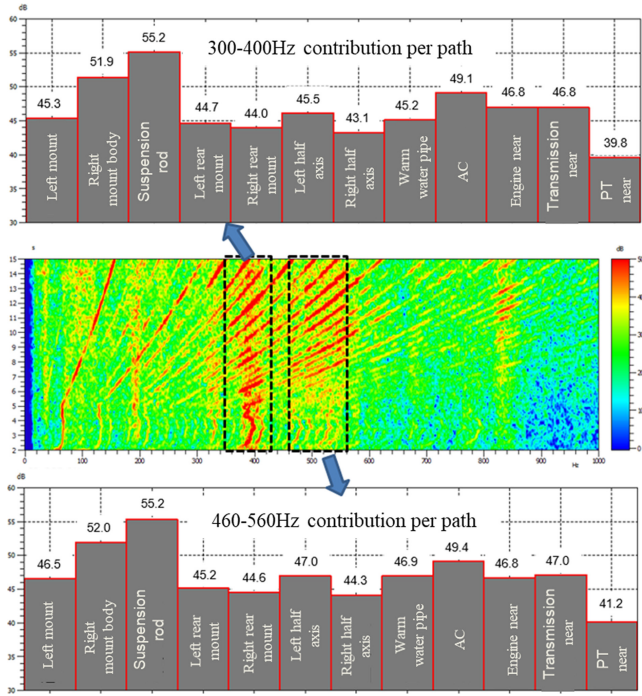 dB
60
300-400Hz contribution per path
55.2
55
51.9
50
49.1
46.8
46.8
45.3
44.7
44.0
45.5
43.1
45.2
45
40
39.8
35
30
Left mount
Right
mount body
Suspension
rod
Left rear
mount
Right rear
mount
Left half
axis
Right half
axis
Warm
water pipe
AC
Engine near
Transmission
near
PT
near
s
dB
15
14
13
12
11
10
9
8
7
6
5
4
3
2
0
100
200
300
400
500
600
700
800
900
Hz
1000
40
30
20
10
0
dB
60
460-560Hz contribution per path
55.2
55
52.0
50
49.4
46.5
45.2
44.6
47.0
44.3
46.9
46.8
47.0
45
41.2
40
35
30
Left mount
Right
mount body
Suspension
rod
Left rear
mount
Right rear
mount
Left half
axis
Right half
axis
Warm
water pipe
AC
Engine near
Transmission
near
PT
near